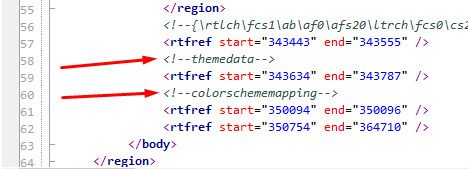 55 </region>
56 <!--{\rtlch\fcs1\ab\af0\afs20\ltrch\fcs0\cs2
57 <rtfref start="343443" end="343555" />
58 <!--themedata-->
59 <rtfref start="343634" end="343787" />
60 <!--colorschememapping-->
61 <rtfref start="350094" end="350096" />
62 <rtfref start="350754" end="364710" />
63 </body>
64 </region>